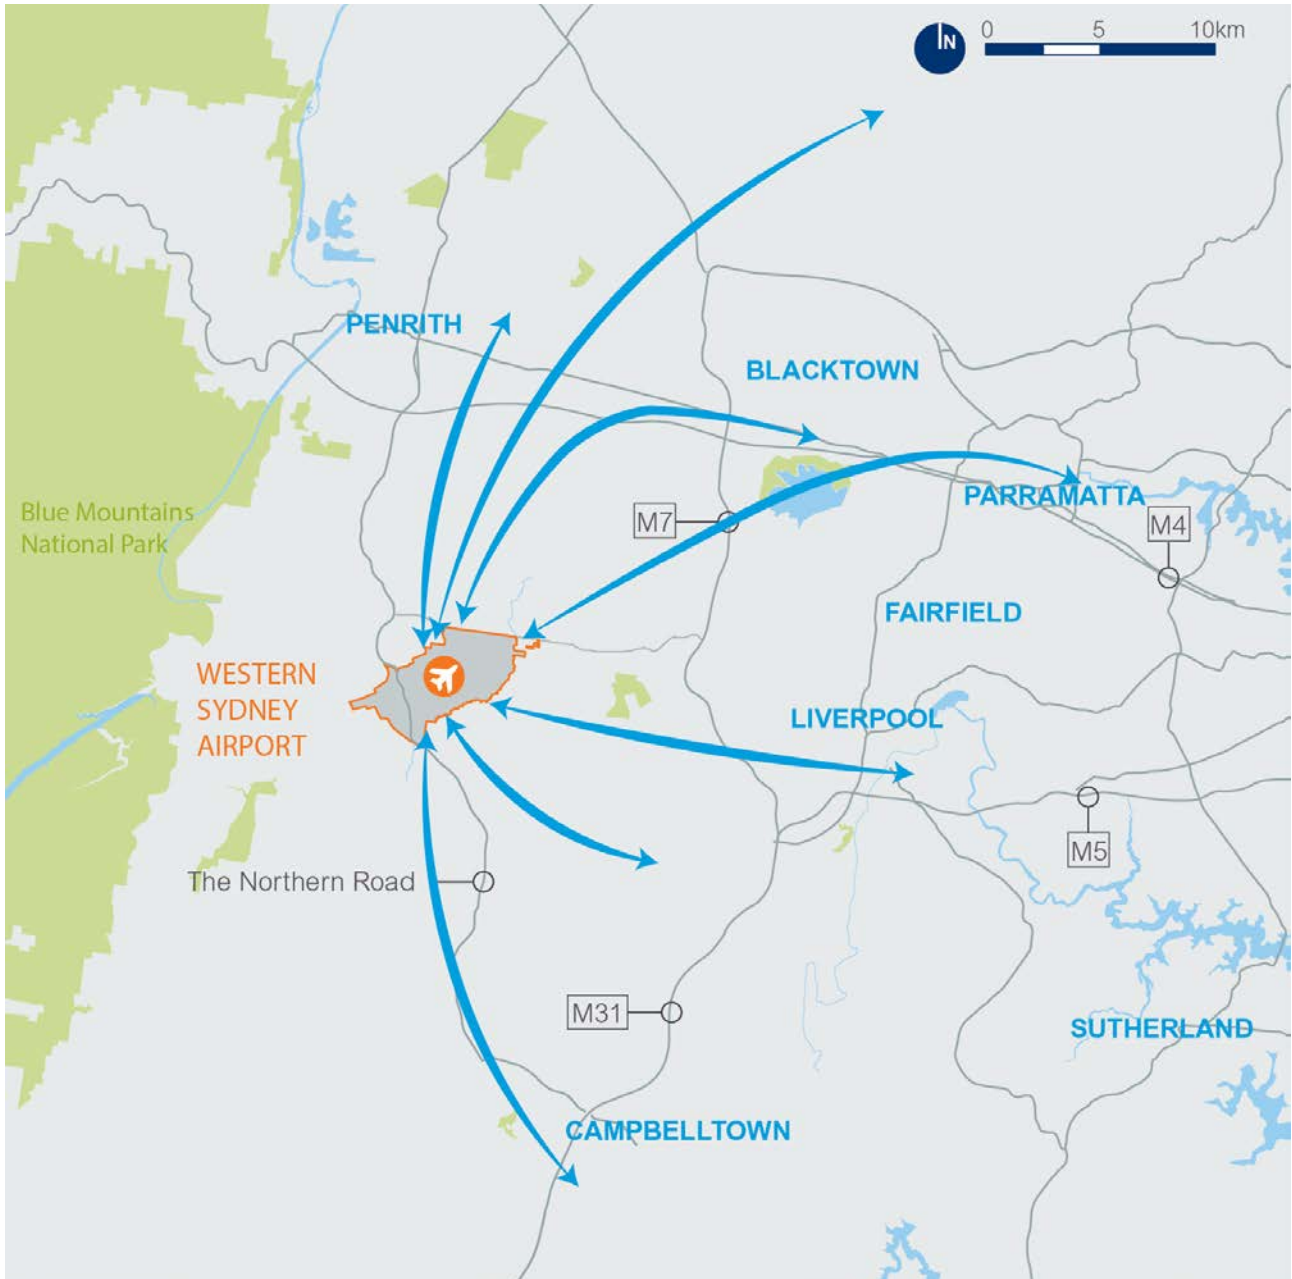 N
0 5 10km
PENRITH
BLACKTOWN
PARRAMATTA
Blue Mountains
National Park
M7
M4
FAIRFIELD
WESTERN
SYDNEY
AIRPORT
LIVERPOOL
M5
The Northern Road
M31
SUTHERLAND
CAMPBELLTOWN